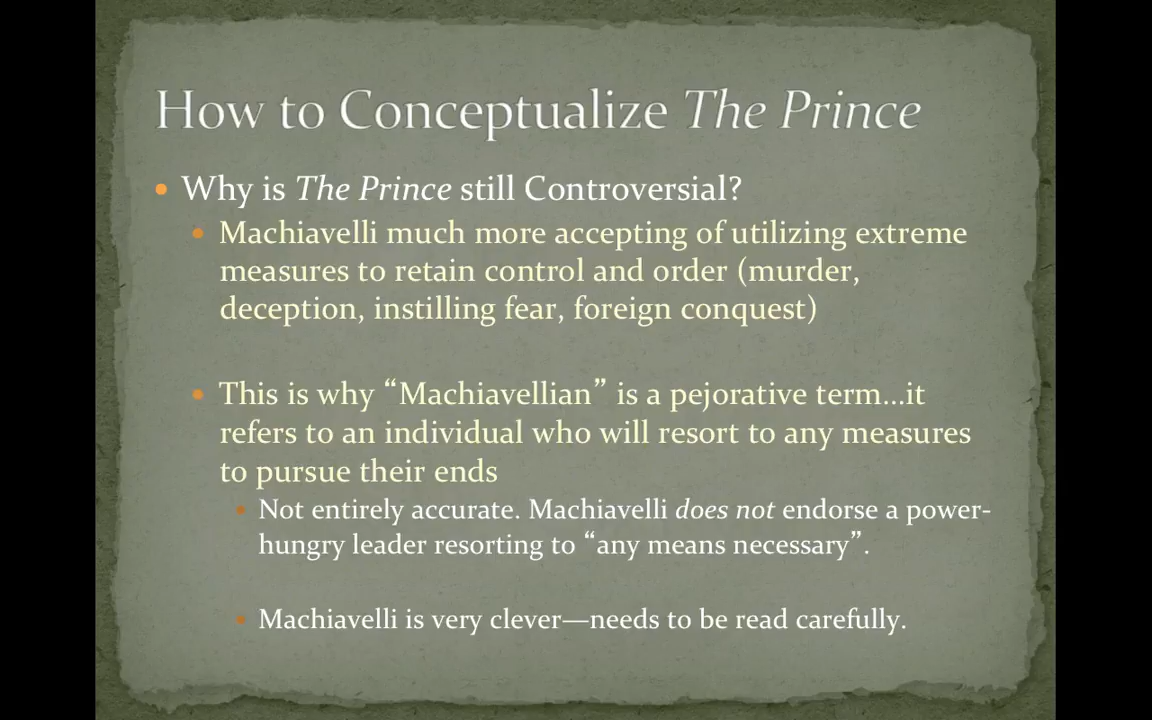 How to Conceptualize The Prince
• Why is The Prince still Controversial?
• Machiavelli much more accepting of utilizing extreme
measures to retain control and order (murder,
deception, instilling fear, foreign conquest)
• This is why “Machiavellian” is a pejorative term...it
refers to an individual who will resort to any measures
to pursue their ends
• Not entirely accurate. Machiavelli does not endorse a power-
hungry leader resorting to “any means necessary”.
• Machiavelli is very clever—needs to be read carefully.